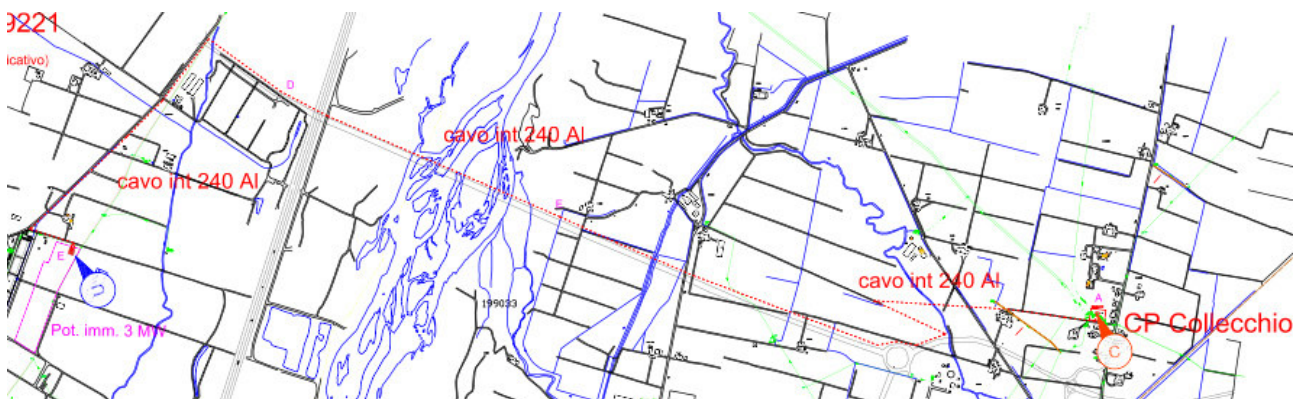 9221
icativo)
D
cavo int 240 Al
cavo int 240 Al
E
E
U
Pot. imm. 3 MW
199033
cavo int 240 Al
A
CP Collecchio
C